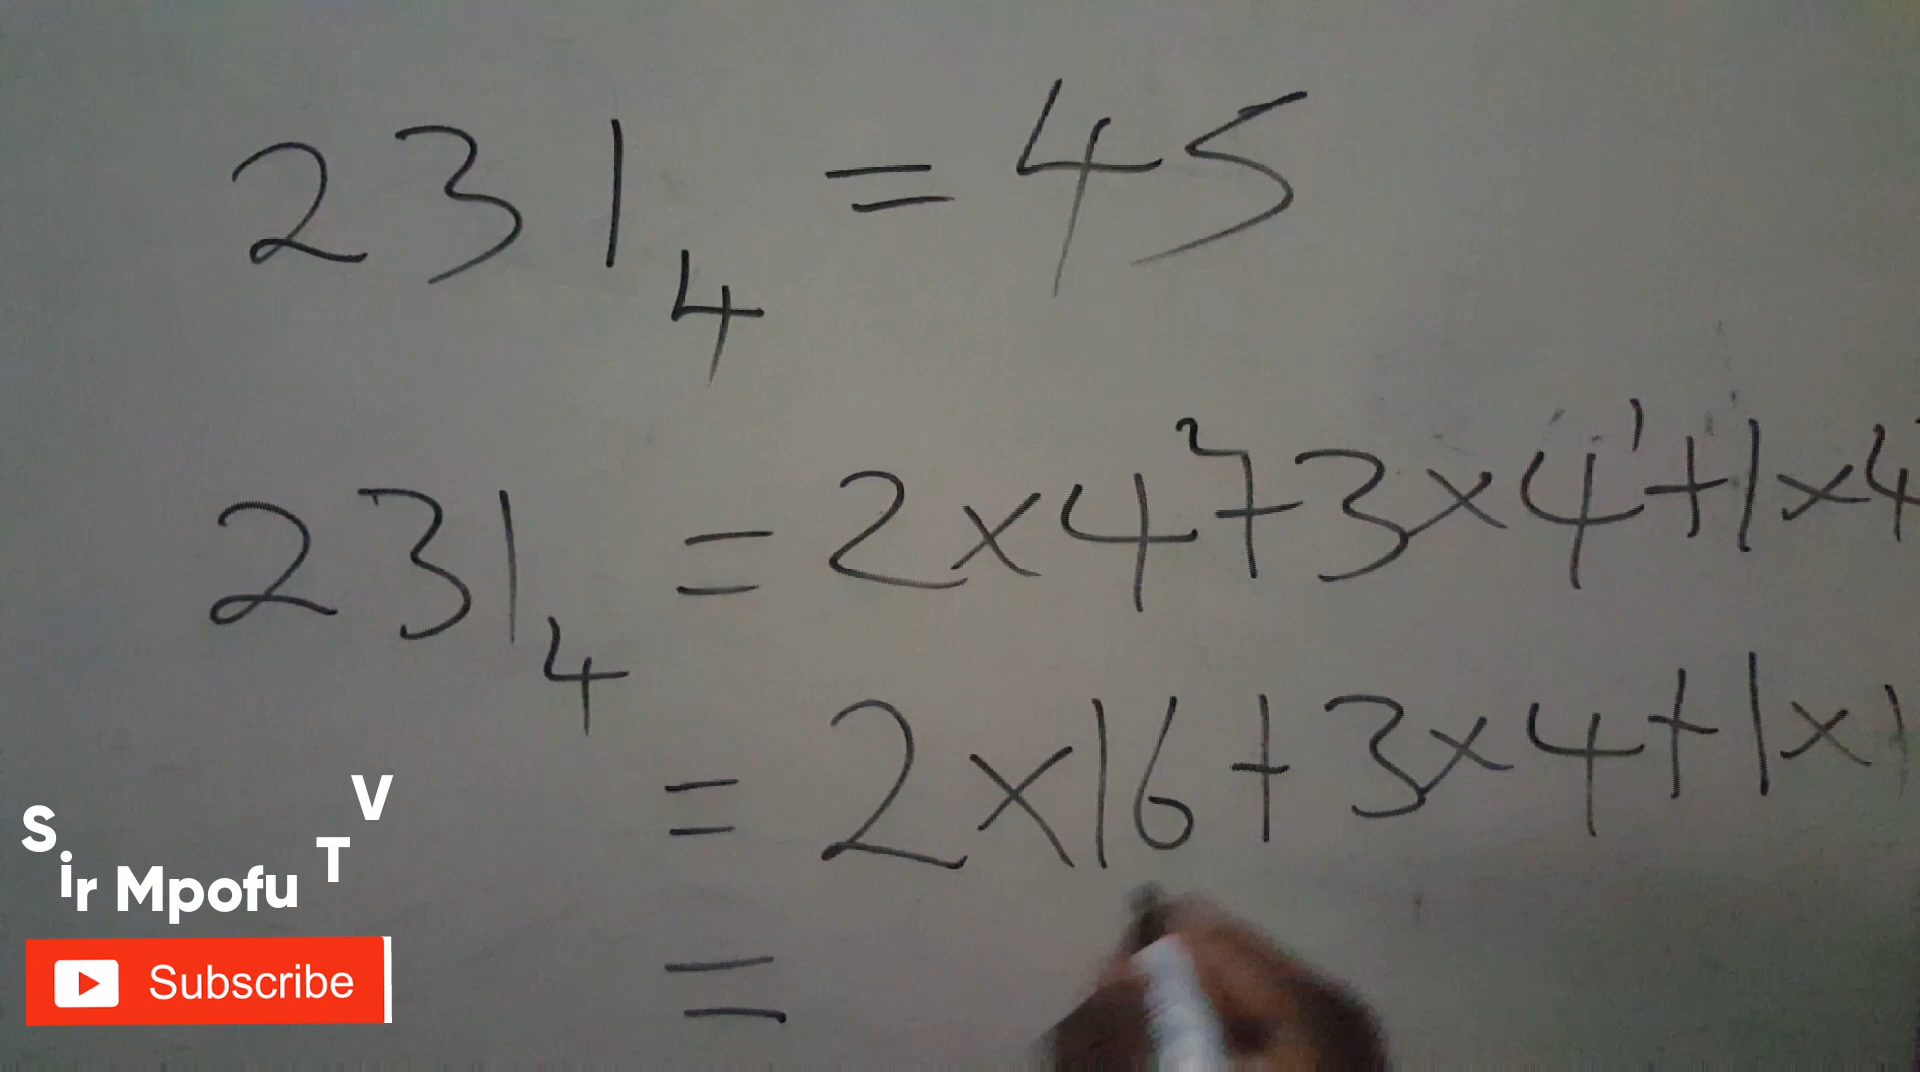 231₄ = 45
231₄ = 2×4²+3×4¹+1×4
= 2×16+3×4+1×1
=
Sir Mpofu TV
Subscribe